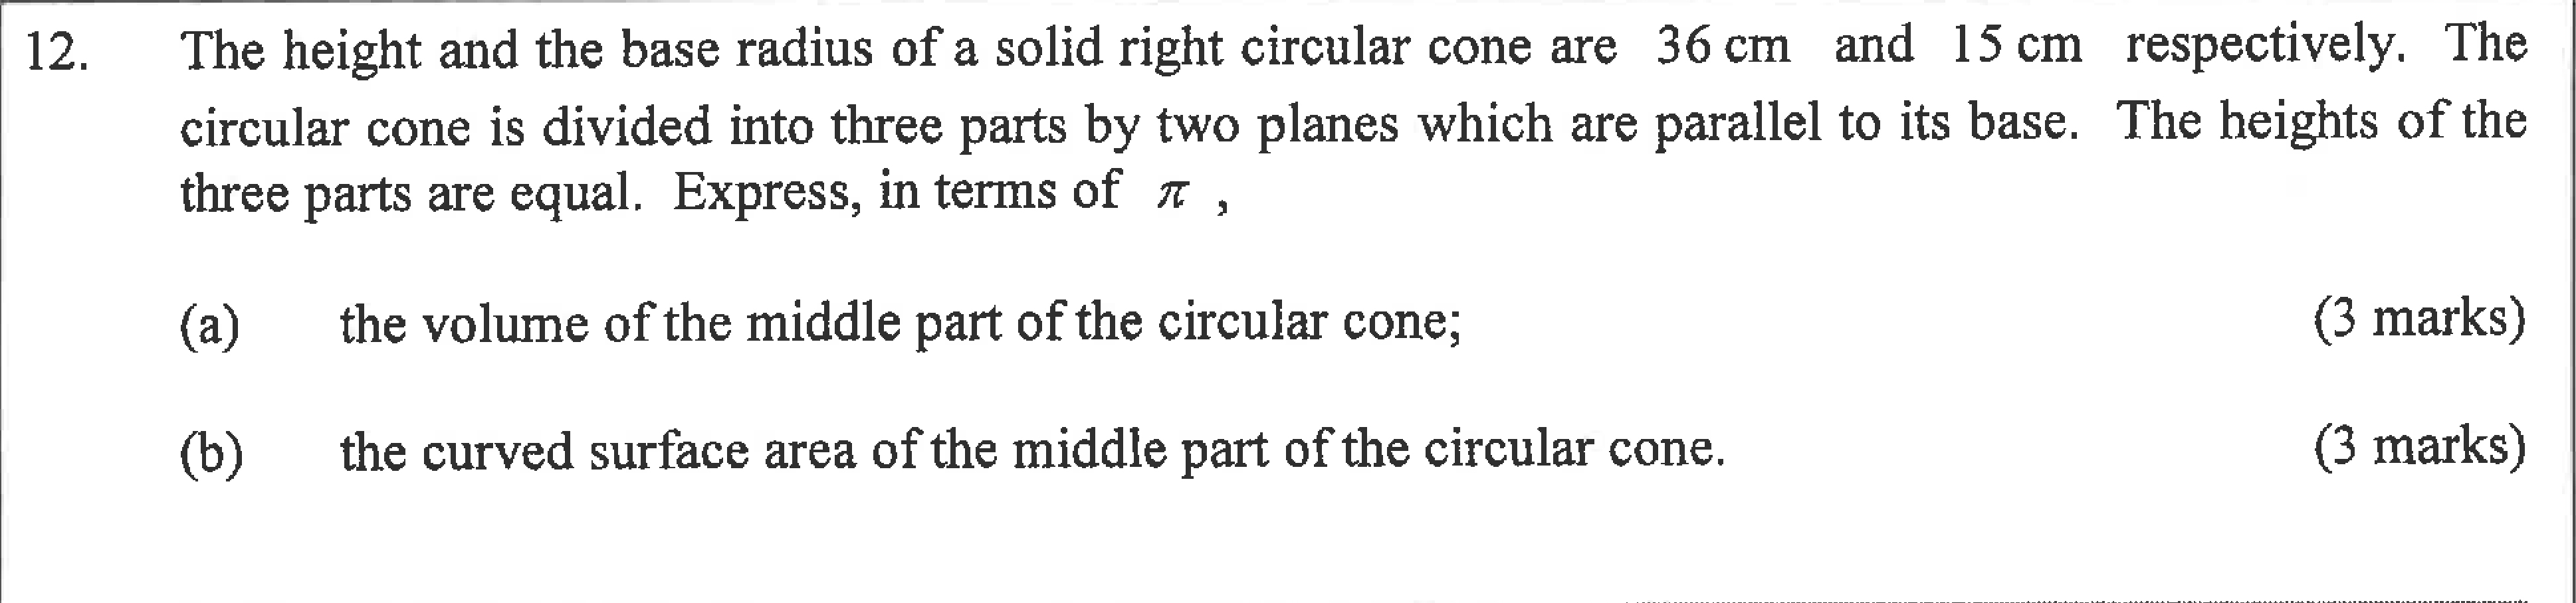 12. The height and the base radius of a solid right circular cone are 36 cm and 15 cm respectively. The
circular cone is divided into three parts by two planes which are parallel to its base. The heights of the
three parts are equal. Express, in terms of π ,
(a) the volume of the middle part of the circular cone; (3 marks)
(b) the curved surface area of the middle part of the circular cone. (3 marks)